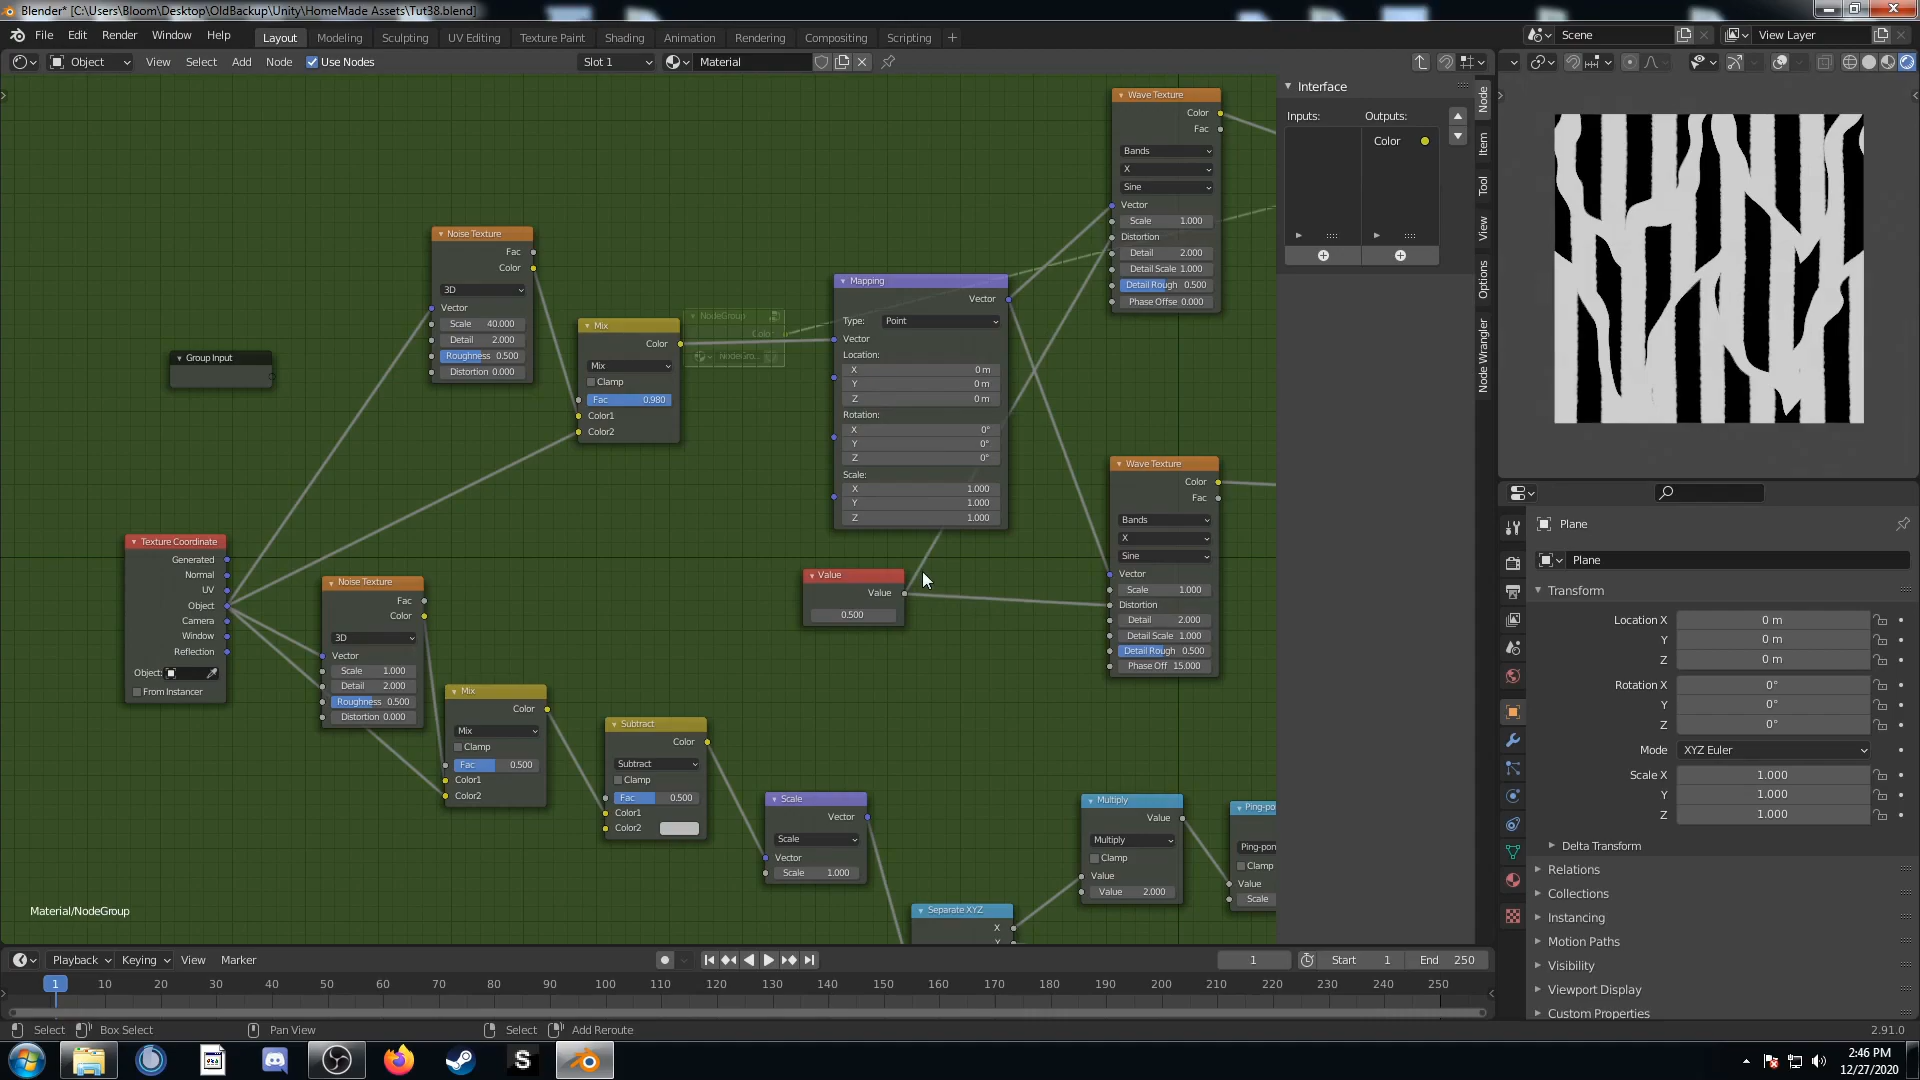 Blender* [C:\Users\Bloom\Desktop\OldBackup\Unity\HomeMade Assets\Tut38.blend]
File Edit Render Window Help
Layout Modeling Sculpting UV Editing Texture Paint Shading Animation Rendering Compositing Scripting
Scene
View Layer
Object View Select Add Node Use Nodes
Slot 1
Material
Wave Texture
Color
Fac
Bands
X
Sine
Vector
Scale 1.000
Distortion
Detail 2.000
Detail Scale 1.000
Detail Rough 0.500
Phase Offse 0.000
Interface
Inputs: Outputs:
Color
Node
Item
Tool
View
Options
Node Wrangler
Noise Texture
Fac
Color
3D
Vector
Scale 40.000
Detail 2.000
Roughness 0.500
Distortion 0.000
Mix
Color
Mix
Clamp
Fac 0.980
Color1
Color2
NodeGroup
Color
NodeGro...
Mapping
Vector
Type: Point
Vector
Location:
X 0 m
Y 0 m
Z 0 m
Rotation:
X 0°
Y 0°
Z 0°
Scale:
X 1.000
Y 1.000
Z 1.000
Group Input
Wave Texture
Color
Fac
Bands
X
Sine
Vector
Scale 1.000
Distortion
Detail 2.000
Detail Scale 1.000
Detail Rough 0.500
Phase Off 15.000
Texture Coordinate
Generated
Normal
UV
Object
Camera
Window
Reflection
Object:
From Instancer
Noise Texture
Fac
Color
3D
Vector
Scale 1.000
Detail 2.000
Roughness 0.500
Distortion 0.000
Value
Value
0.500
Mix
Color
Mix
Clamp
Fac 0.500
Color1
Color2
Subtract
Color
Subtract
Clamp
Fac 0.500
Color1
Color2
Scale
Vector
Scale
Vector
Scale 1.000
Multiply
Value
Multiply
Clamp
Value
Value 2.000
Ping-po
Ping-pon
Clamp
Value
Scale
Separate XYZ
X
Y
Material/NodeGroup
Plane
Plane
Transform
Location X 0 m
Y 0 m
Z 0 m
Rotation X 0°
Y 0°
Z 0°
Mode XYZ Euler
Scale X 1.000
Y 1.000
Z 1.000
Delta Transform
Relations
Collections
Instancing
Motion Paths
Visibility
Viewport Display
Custom Properties
Playback Keying View Marker
1 Start 1 End 250
1 10 20 30 40 50 60 70 80 90 100 110 120 130 140 150 160 170 180 190 200 210 220 230 240 250
Select Box Select Pan View Select Add Reroute 2.91.0
S
2:46 PM
12/27/2020